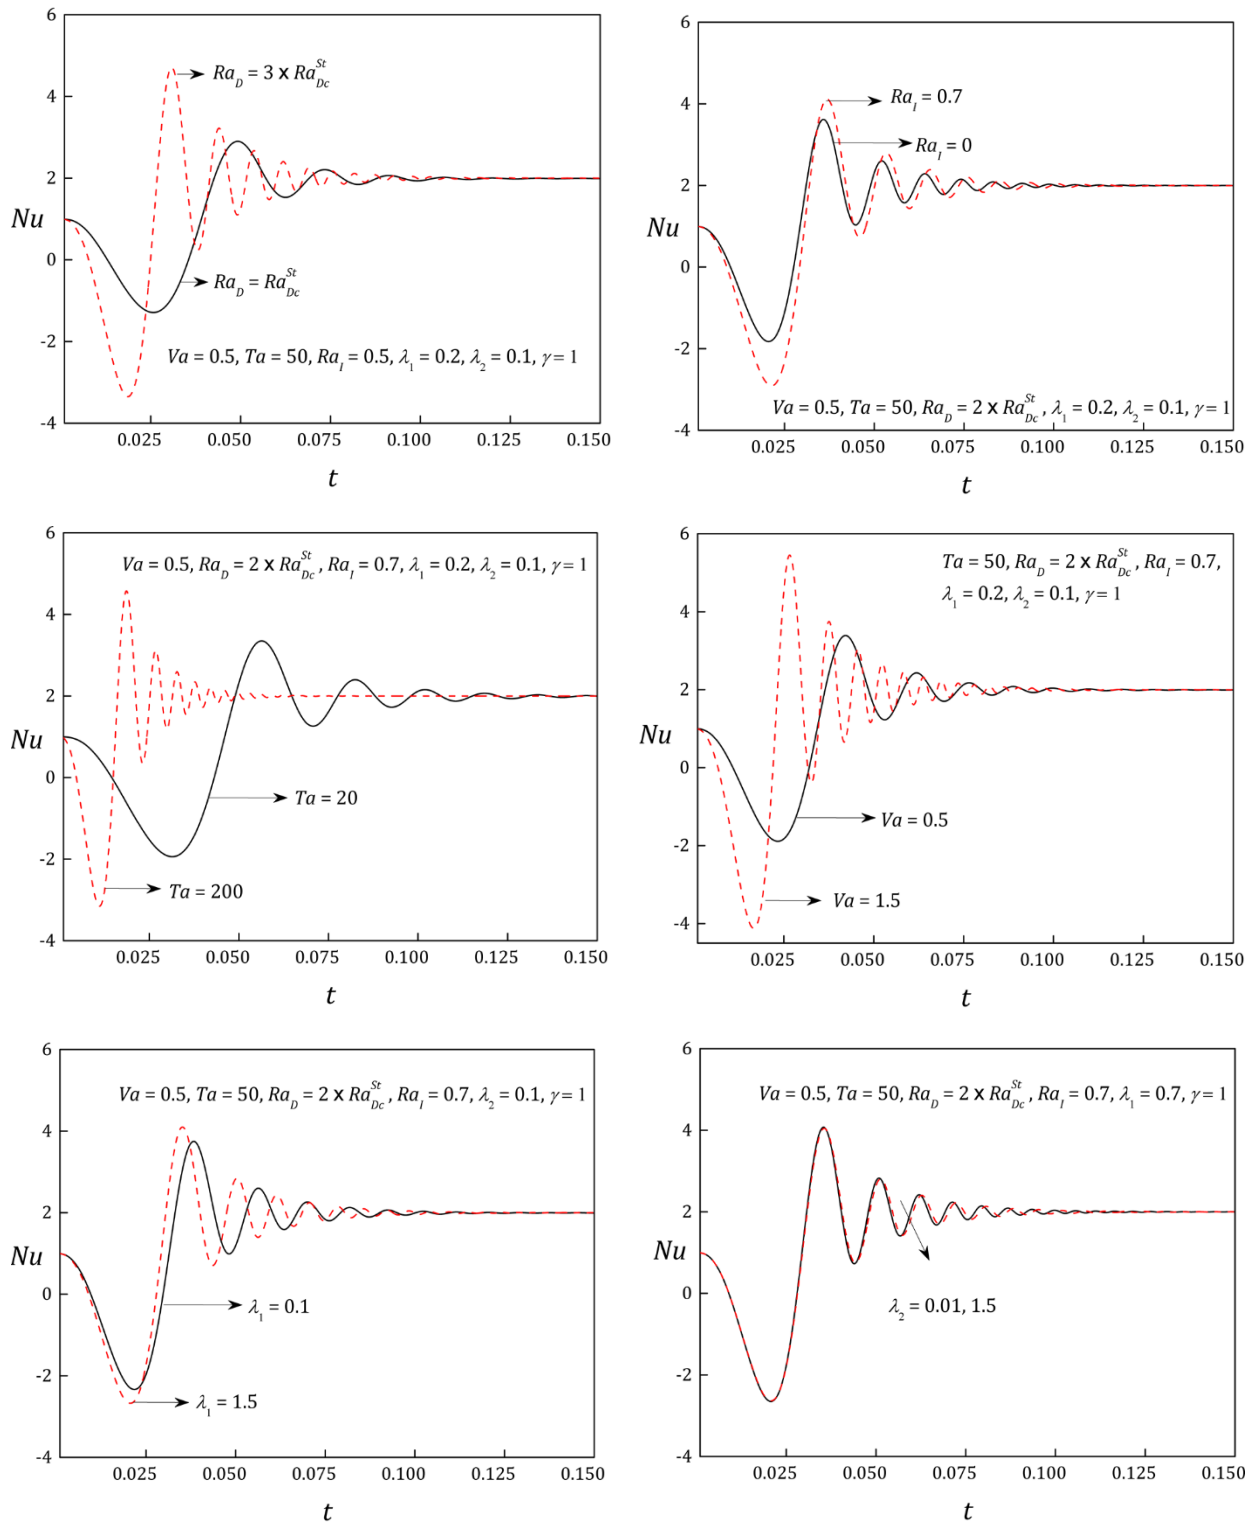 6
4
2
0
-2
-4
Nu
Ra_D = 3 x Ra_Dc^St
Ra_D = Ra_Dc^St
Va = 0.5, Ta = 50, Ra_I = 0.5, λ_1 = 0.2, λ_2 = 0.1, γ = 1
0.025 0.050 0.075 0.100 0.125 0.150
t
6
4
2
0
-2
-4
Nu
Ra_I = 0.7
Ra_I = 0
Va = 0.5, Ta = 50, Ra_D = 2 x Ra_Dc^St, λ_1 = 0.2, λ_2 = 0.1, γ = 1
0.025 0.050 0.075 0.100 0.125 0.150
t
6
4
2
0
-2
-4
Nu
Va = 0.5, Ra_D = 2 x Ra_Dc^St, Ra_I = 0.7, λ_1 = 0.2, λ_2 = 0.1, γ = 1
Ta = 20
Ta = 200
0.025 0.050 0.075 0.100 0.125 0.150
t
6
4
2
0
-2
-4
Nu
Ta = 50, Ra_D = 2 x Ra_Dc^St, Ra_I = 0.7,
λ_1 = 0.2, λ_2 = 0.1, γ = 1
Va = 0.5
Va = 1.5
0.025 0.050 0.075 0.100 0.125 0.150
t
6
4
2
0
-2
-4
Nu
Va = 0.5, Ta = 50, Ra_D = 2 x Ra_Dc^St, Ra_I = 0.7, λ_2 = 0.1, γ = 1
λ_1 = 0.1
λ_1 = 1.5
0.025 0.050 0.075 0.100 0.125 0.150
t
6
4
2
0
-2
-4
Nu
Va = 0.5, Ta = 50, Ra_D = 2 x Ra_Dc^St, Ra_I = 0.7, λ_1 = 0.7, γ = 1
λ_2 = 0.01, 1.5
0.025 0.050 0.075 0.100 0.125 0.150
t